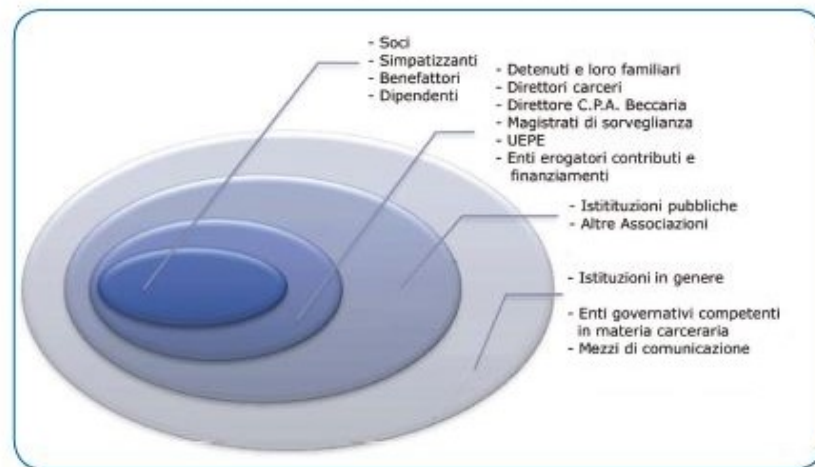 - Soci
- Simpatizzanti
- Benefattori
- Dipendenti
- Detenuti e loro familiari
- Direttori carceri
- Direttore C.P.A. Beccaria
- Magistrati di sorveglianza
- UEPE
- Enti erogatori contributi e
finanziamenti
- Istitituzioni pubbliche
- Altre Associazioni
- Istituzioni in genere
- Enti governativi competenti
in materia carceraria
- Mezzi di comunicazione